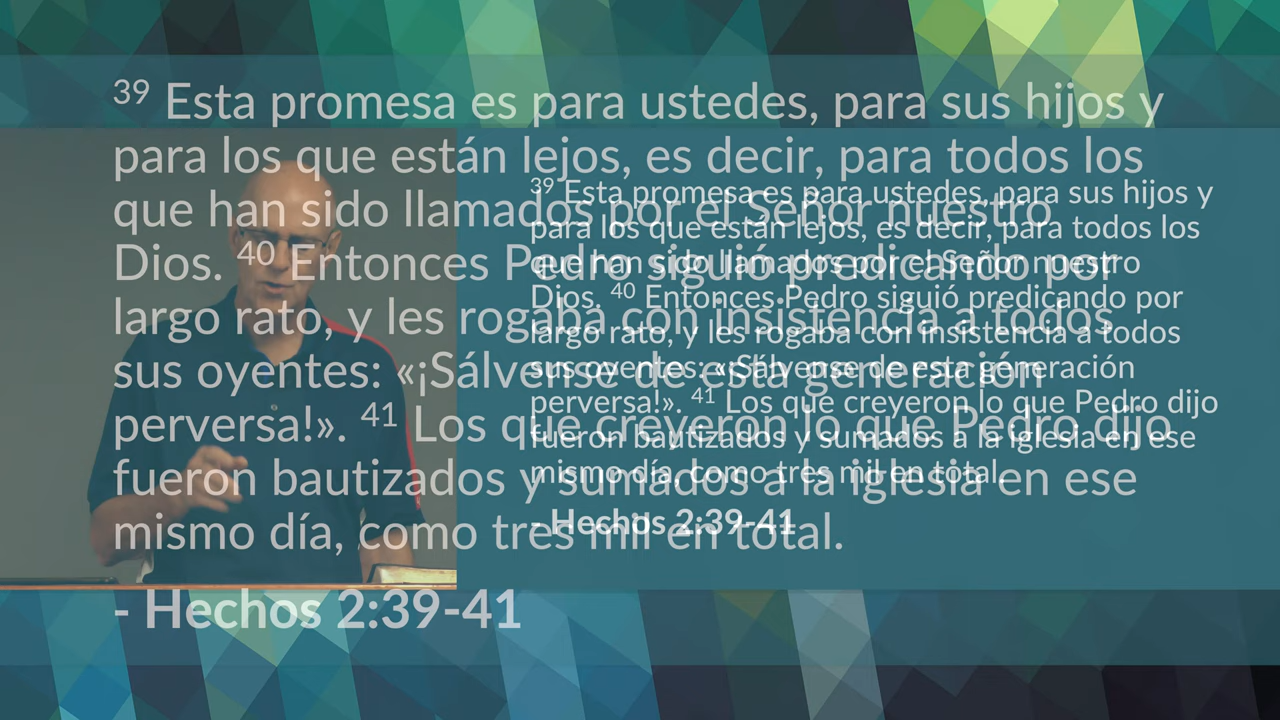 39 Esta promesa es para ustedes, para sus hijos y
para los que están lejos, es decir, para todos los
que han sido llamados por el Señor nuestro
Dios. 40 Entonces Pedro siguió predicando por
largo rato, y les rogaba con insistencia a todos
sus oyentes: «¡Sálvense de esta generación
perversa!». 41 Los que creyeron lo que Pedro dijo
fueron bautizados y sumados a la iglesia en ese
mismo día, como tres mil en total.
- Hechos 2:39-41
39 Esta promesa es para ustedes, para sus hijos y
para los que están lejos, es decir, para todos los
que han sido llamados por el Señor nuestro
Dios. 40 Entonces Pedro siguió predicando por
largo rato, y les rogaba con insistencia a todos
sus oyentes: «¡Sálvense de esta generación
perversa!». 41 Los que creyeron lo que Pedro dijo
fueron bautizados y sumados a la iglesia en ese
mismo día, como tres mil en total.
- Hechos 2:39-41